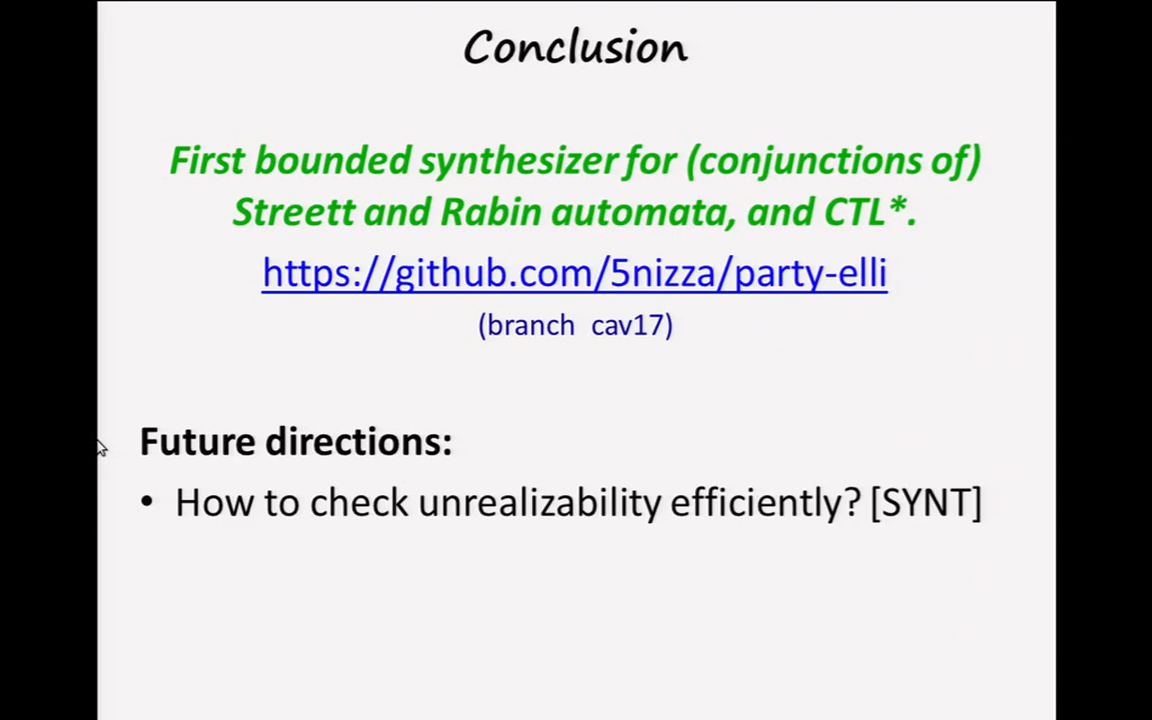 Conclusion
First bounded synthesizer for (conjunctions of)
Streett and Rabin automata, and CTL*.
https://github.com/5nizza/party-elli
(branch cav17)
Future directions:
• How to check unrealizability efficiently? [SYNT]